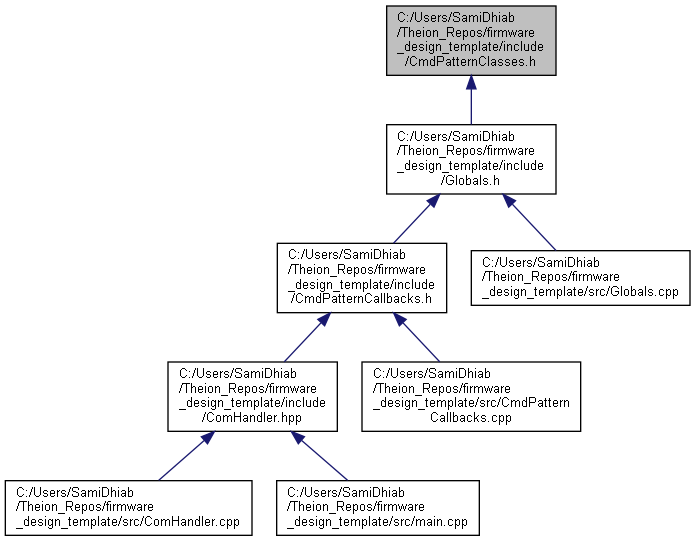 C:/Users/SamiDhiab
/Theion_Repos/firmware
_design_template/include
/CmdPatternClasses.h
C:/Users/SamiDhiab
/Theion_Repos/firmware
_design_template/include
/Globals.h
C:/Users/SamiDhiab
/Theion_Repos/firmware
_design_template/include
/CmdPatternCallbacks.h
C:/Users/SamiDhiab
/Theion_Repos/firmware
_design_template/src/Globals.cpp
C:/Users/SamiDhiab
/Theion_Repos/firmware
_design_template/include
/ComHandler.hpp
C:/Users/SamiDhiab
/Theion_Repos/firmware
_design_template/src/CmdPattern
Callbacks.cpp
C:/Users/SamiDhiab
/Theion_Repos/firmware
_design_template/src/ComHandler.cpp
C:/Users/SamiDhiab
/Theion_Repos/firmware
_design_template/src/main.cpp